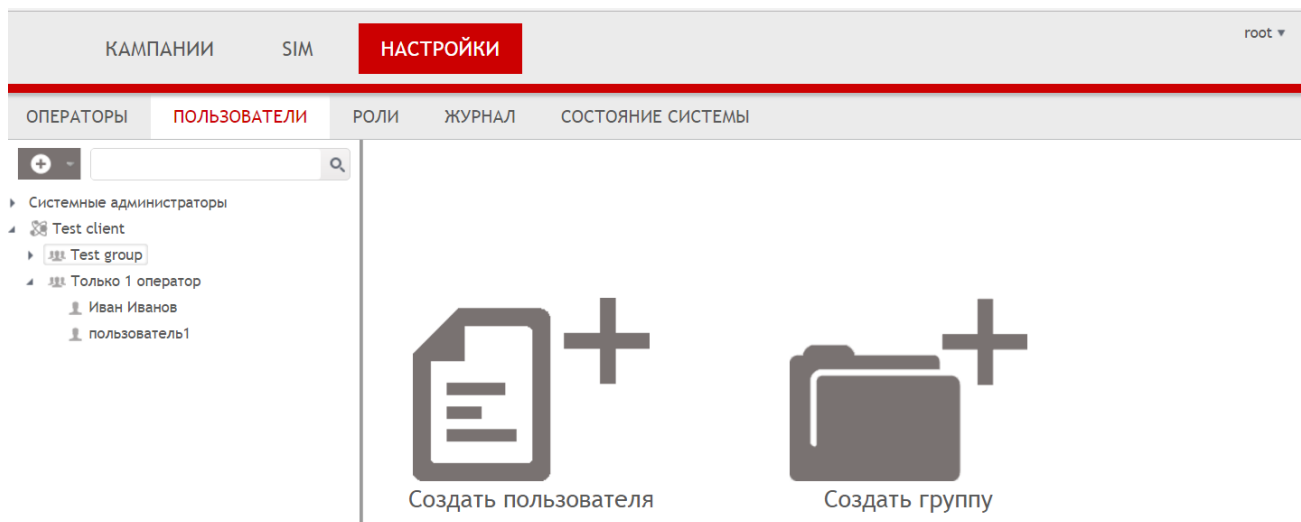 КАМПАНИИ SIM НАСТРОЙКИ root
ОПЕРАТОРЫ ПОЛЬЗОВАТЕЛИ РОЛИ ЖУРНАЛ СОСТОЯНИЕ СИСТЕМЫ
Системные администраторы
Test client
Test group
Только 1 оператор
Иван Иванов
пользователь1
Создать пользователя Создать группу